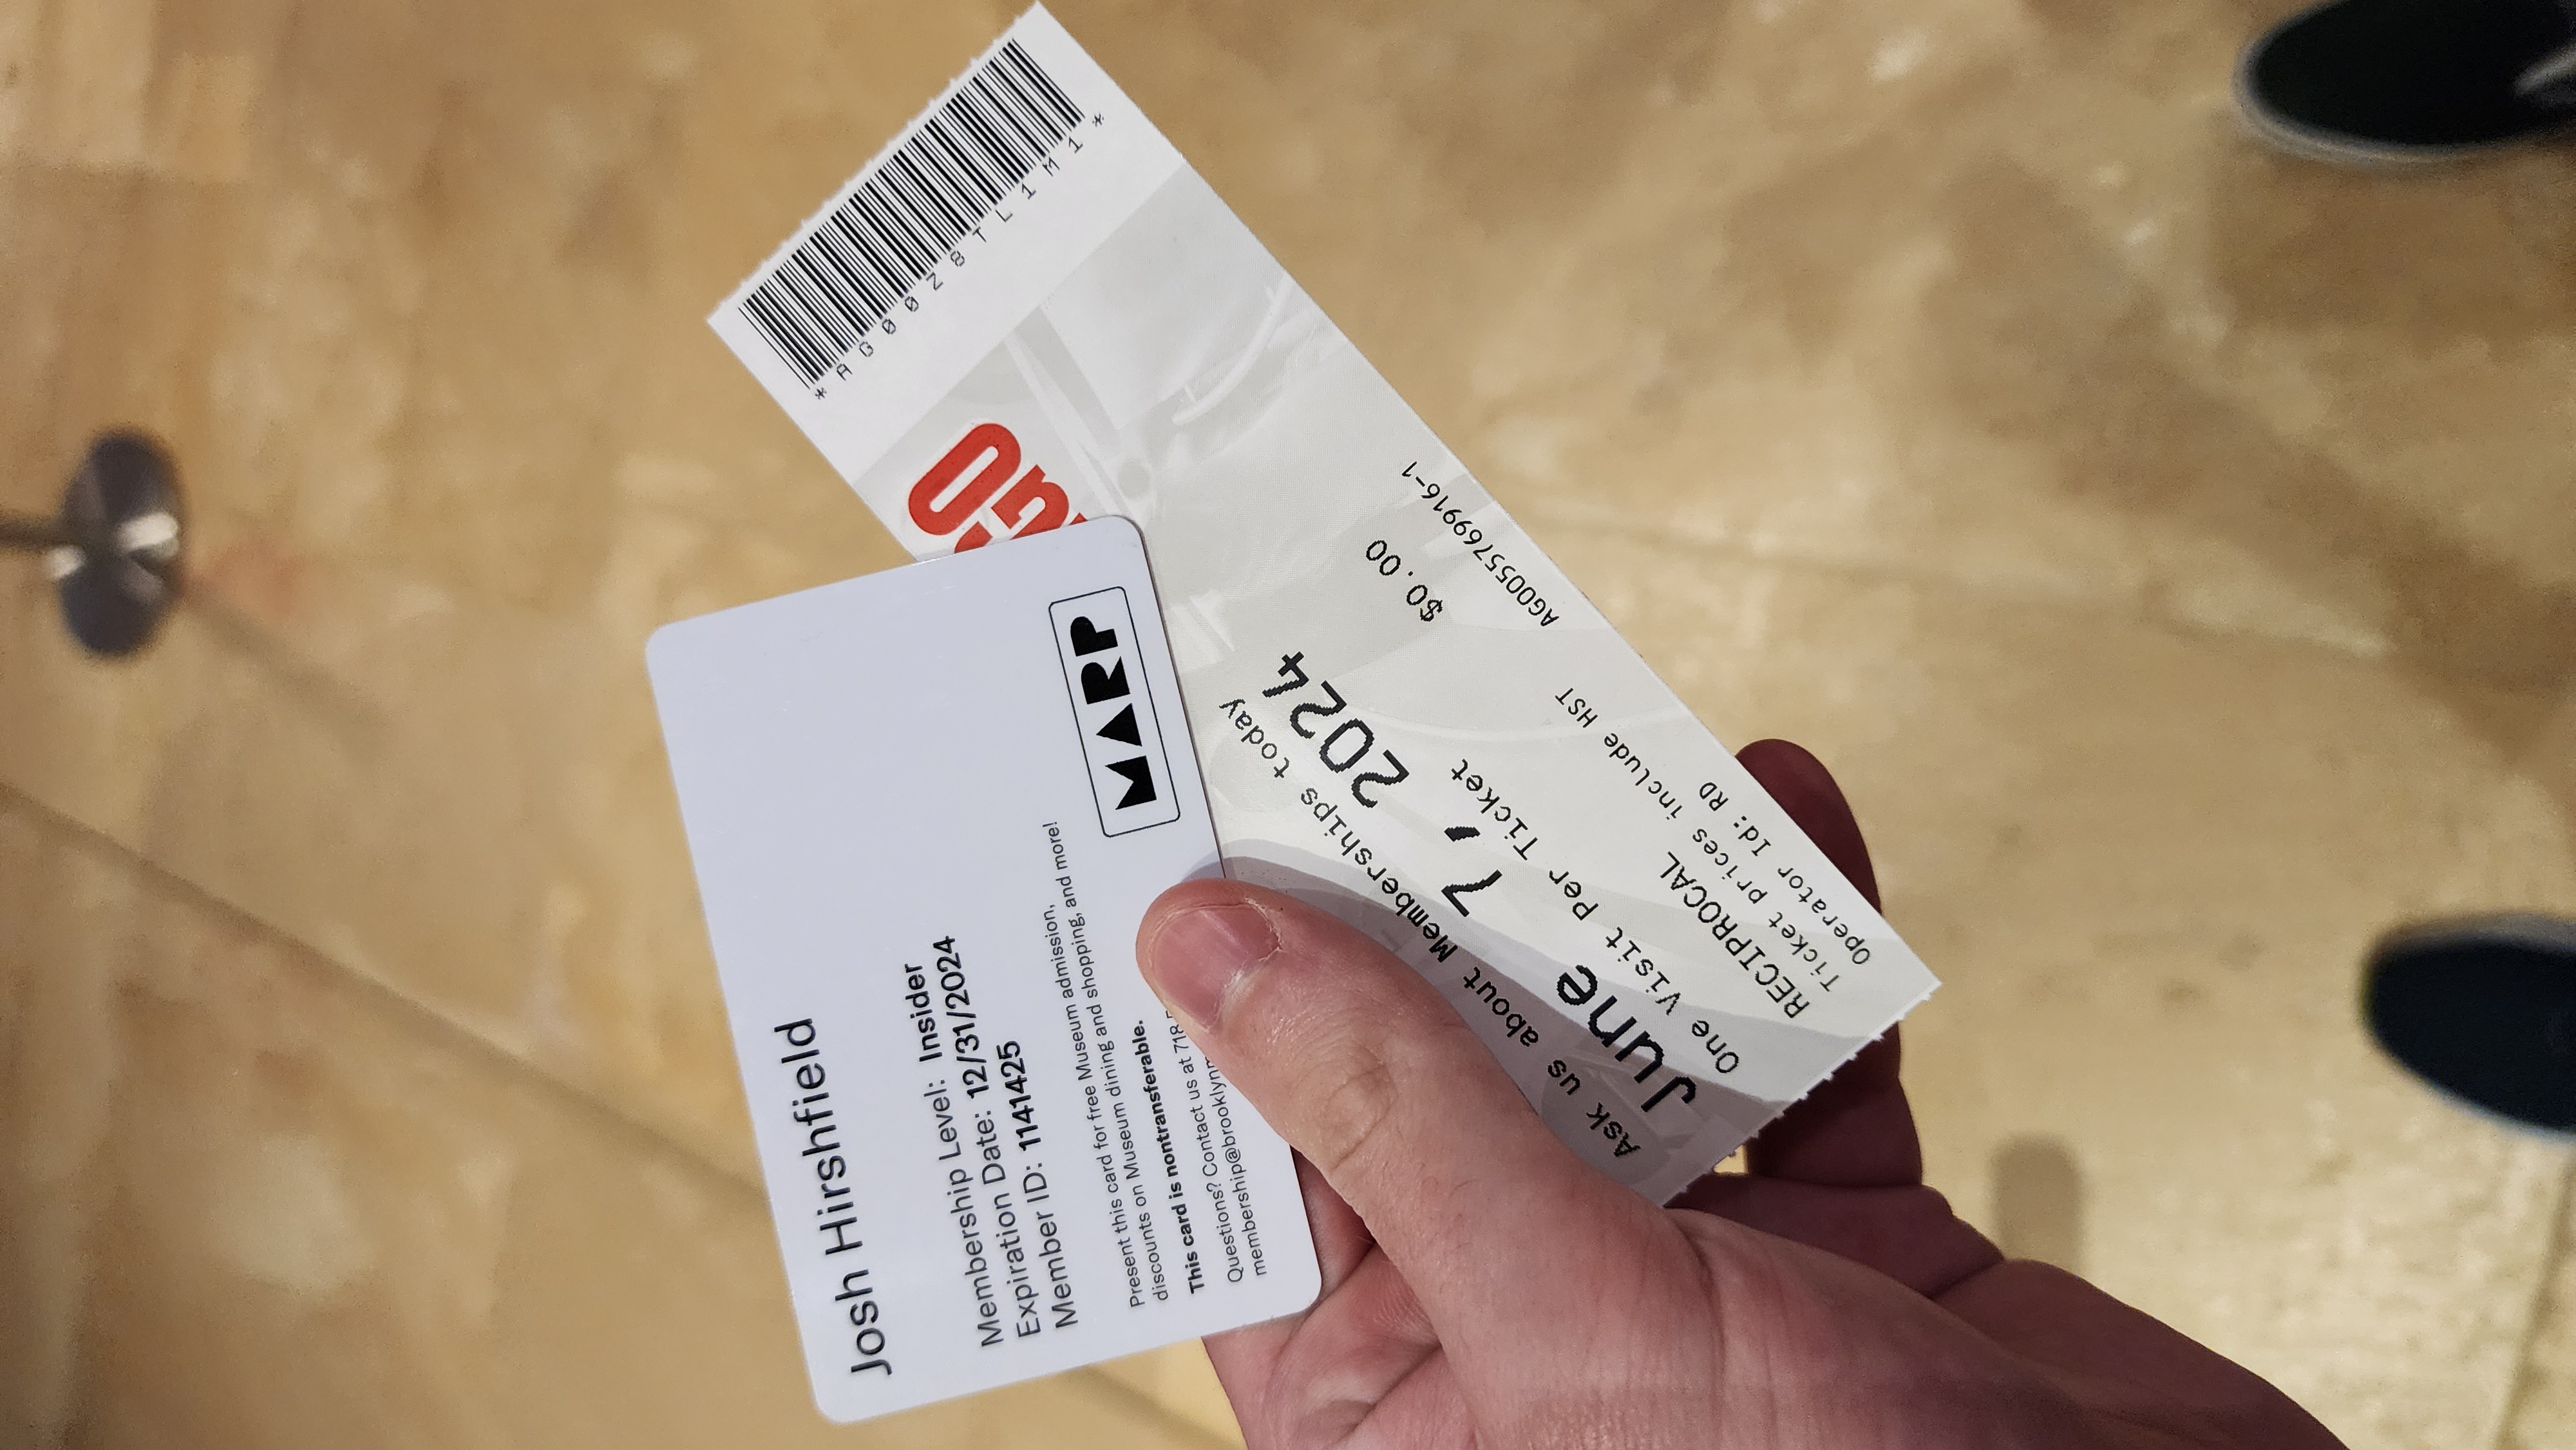 Josh Hirshfield
Membership Level: Insider
Expiration Date: 12/31/2024
Member ID: 1141425
Present this card for free Museum admission,
discounts on Museum dining and shopping, and more!
This card is nontransferable.
Questions? Contact us at 718
membership@brooklyn
MARP
Ask us about Memberships today
June 7, 2024
One Visit Per Ticket
RECIPROCAL $0.00
Ticket prices include HST
Operator Id: RD AG0055769916-1
*AG00Z8TL1M1*